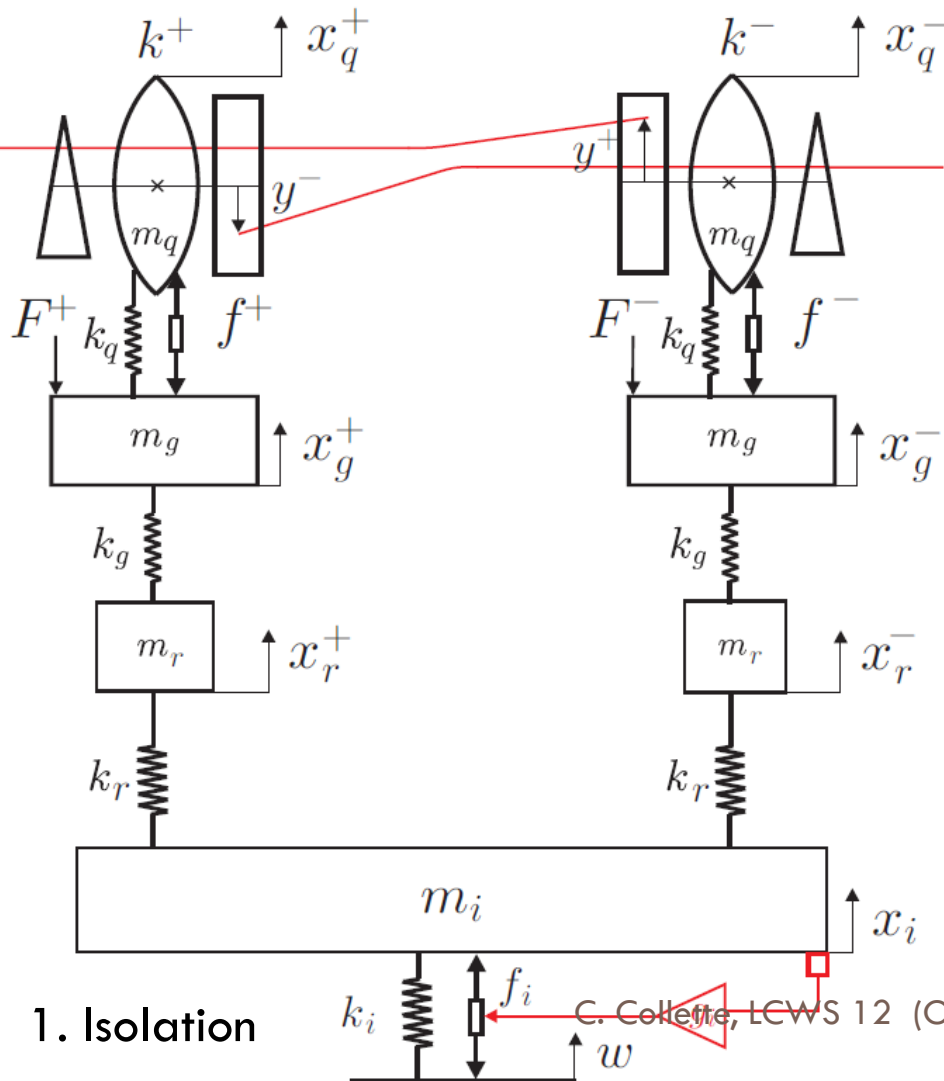 k⁺ x_q⁺ k⁻ x_q⁻
y⁻ y⁺
m_q m_q
F⁺ k_q f⁺ F⁻ k_q f⁻
m_g x_g⁺ m_g x_g⁻
k_g k_g
m_r x_r⁺ m_r x_r⁻
k_r k_r
m_i x_i
1. Isolation k_i f_i C. Collette, LCWS 12 (C
w